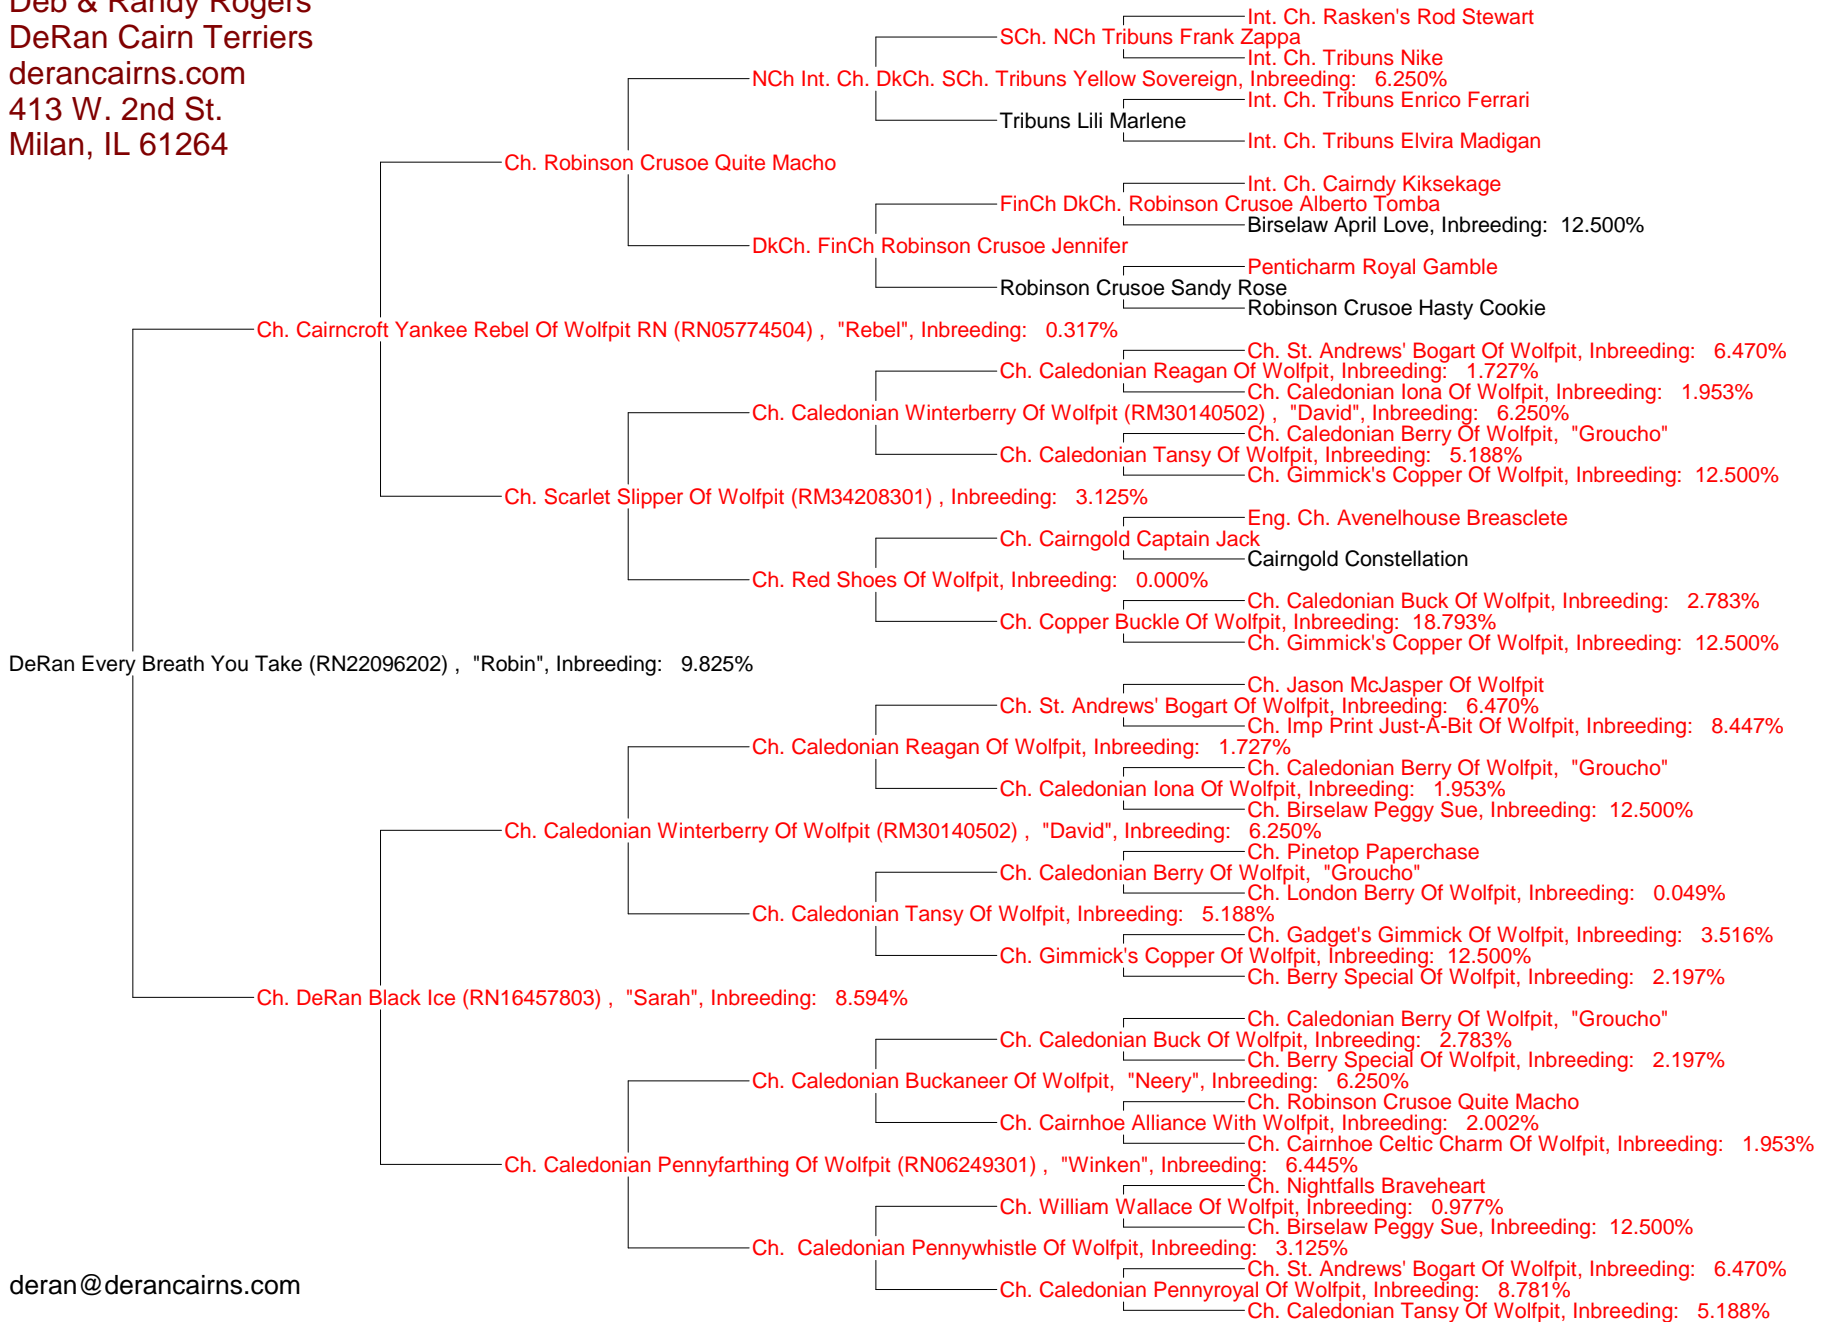 Deb & Randy Rogers
DeRan Cairn Terriers
derancairns.com
413 W. 2nd St.
Milan, IL 61264
Int. Ch. Rasken's Rod Stewart
SCh. NCh Tribuns Frank Zappa
Int. Ch. Tribuns Nike
NCh Int. Ch. DkCh. SCh. Tribuns Yellow Sovereign, Inbreeding: 6.250%
Int. Ch. Tribuns Enrico Ferrari
Tribuns Lili Marlene
Int. Ch. Tribuns Elvira Madigan
Ch. Robinson Crusoe Quite Macho
Int. Ch. Cairndy Kiksekage
FinCh DkCh. Robinson Crusoe Alberto Tomba
Birselaw April Love, Inbreeding: 12.500%
DkCh. FinCh Robinson Crusoe Jennifer
Penticharm Royal Gamble
Robinson Crusoe Sandy Rose
Robinson Crusoe Hasty Cookie
Ch. Cairncroft Yankee Rebel Of Wolfpit RN (RN05774504) , "Rebel", Inbreeding: 0.317%
Ch. St. Andrews' Bogart Of Wolfpit, Inbreeding: 6.470%
Ch. Caledonian Reagan Of Wolfpit, Inbreeding: 1.727%
Ch. Caledonian Iona Of Wolfpit, Inbreeding: 1.953%
Ch. Caledonian Winterberry Of Wolfpit (RM30140502) , "David", Inbreeding: 6.250%
Ch. Caledonian Berry Of Wolfpit, "Groucho"
Ch. Caledonian Tansy Of Wolfpit, Inbreeding: 5.188%
Ch. Gimmick's Copper Of Wolfpit, Inbreeding: 12.500%
Ch. Scarlet Slipper Of Wolfpit (RM34208301) , Inbreeding: 3.125%
Eng. Ch. Avenelhouse Breasclete
Ch. Cairngold Captain Jack
Cairngold Constellation
Ch. Red Shoes Of Wolfpit, Inbreeding: 0.000%
Ch. Caledonian Buck Of Wolfpit, Inbreeding: 2.783%
Ch. Copper Buckle Of Wolfpit, Inbreeding: 18.793%
Ch. Gimmick's Copper Of Wolfpit, Inbreeding: 12.500%
DeRan Every Breath You Take (RN22096202) , "Robin", Inbreeding: 9.825%
Ch. Jason McJasper Of Wolfpit
Ch. St. Andrews' Bogart Of Wolfpit, Inbreeding: 6.470%
Ch. Imp Print Just-A-Bit Of Wolfpit, Inbreeding: 8.447%
Ch. Caledonian Reagan Of Wolfpit, Inbreeding: 1.727%
Ch. Caledonian Berry Of Wolfpit, "Groucho"
Ch. Caledonian Iona Of Wolfpit, Inbreeding: 1.953%
Ch. Birselaw Peggy Sue, Inbreeding: 12.500%
Ch. Caledonian Winterberry Of Wolfpit (RM30140502) , "David", Inbreeding: 6.250%
Ch. Pinetop Paperchase
Ch. Caledonian Berry Of Wolfpit, "Groucho"
Ch. London Berry Of Wolfpit, Inbreeding: 0.049%
Ch. Caledonian Tansy Of Wolfpit, Inbreeding: 5.188%
Ch. Gadget's Gimmick Of Wolfpit, Inbreeding: 3.516%
Ch. Gimmick's Copper Of Wolfpit, Inbreeding: 12.500%
Ch. Berry Special Of Wolfpit, Inbreeding: 2.197%
Ch. DeRan Black Ice (RN16457803) , "Sarah", Inbreeding: 8.594%
Ch. Caledonian Berry Of Wolfpit, "Groucho"
Ch. Caledonian Buck Of Wolfpit, Inbreeding: 2.783%
Ch. Berry Special Of Wolfpit, Inbreeding: 2.197%
Ch. Caledonian Buckaneer Of Wolfpit, "Neery", Inbreeding: 6.250%
Ch. Robinson Crusoe Quite Macho
Ch. Cairnhoe Alliance With Wolfpit, Inbreeding: 2.002%
Ch. Cairnhoe Celtic Charm Of Wolfpit, Inbreeding: 1.953%
Ch. Caledonian Pennyfarthing Of Wolfpit (RN06249301) , "Winken", Inbreeding: 6.445%
Ch. Nightfalls Braveheart
Ch. William Wallace Of Wolfpit, Inbreeding: 0.977%
Ch. Birselaw Peggy Sue, Inbreeding: 12.500%
Ch. Caledonian Pennywhistle Of Wolfpit, Inbreeding: 3.125%
Ch. St. Andrews' Bogart Of Wolfpit, Inbreeding: 6.470%
Ch. Caledonian Pennyroyal Of Wolfpit, Inbreeding: 8.781%
Ch. Caledonian Tansy Of Wolfpit, Inbreeding: 5.188%
deran@derancairns.com